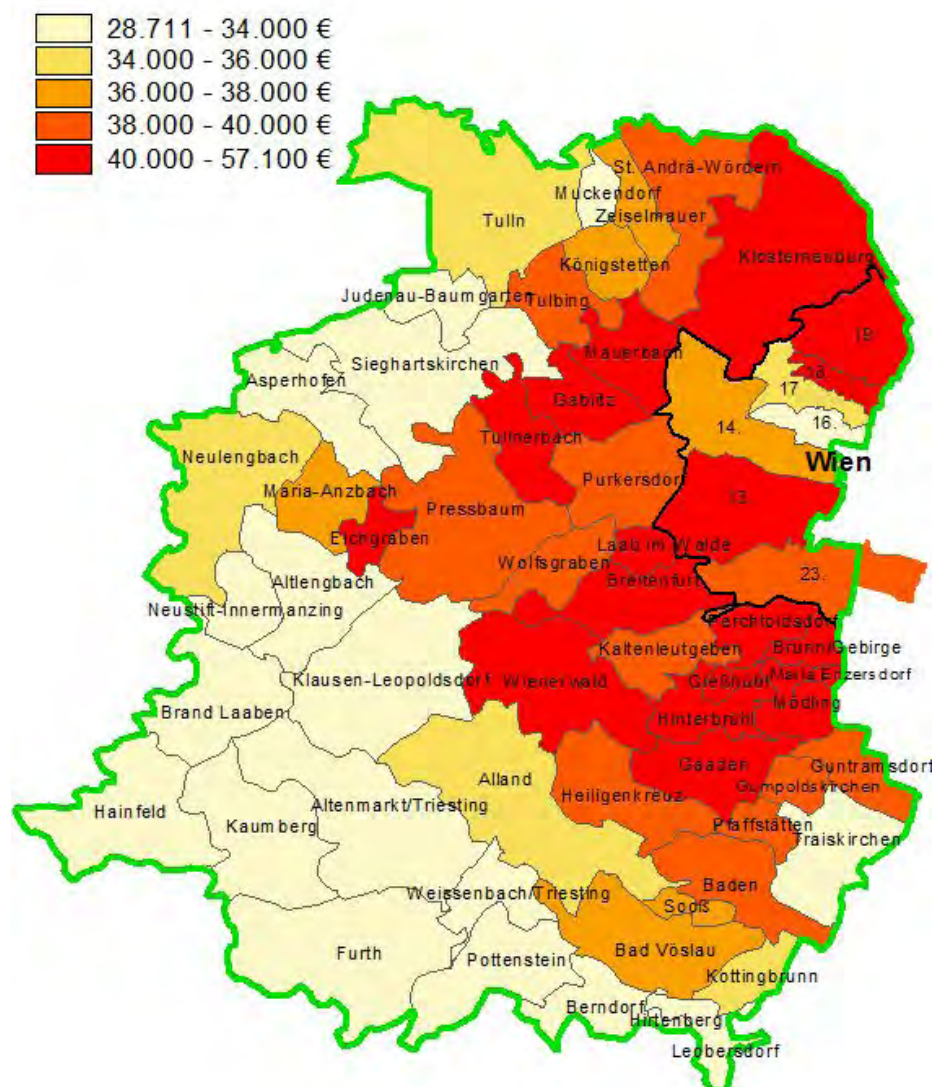 28.711 - 34.000 €
34.000 - 36.000 €
36.000 - 38.000 €
38.000 - 40.000 €
40.000 - 57.100 €
St. Andrä-Wördern
Muckendorf
Zeiselmauer
Tulln
Klosterneuburg
Königstetten
Judenau-Baumgarten
Tulbing
19.
Mauerbach
Sieghartskirchen
18.
Asperhofen
17
Gablitz
16.
14.
Tullnerbach
Neulengbach
Wien
Maria-Anzbach
Purkersdorf
13.
Pressbaum
Eichgraben
Laab im Walde
Wolfsgraben
Altlengbach
Breitenfurt
23.
Neustift-Innermanzing
Perchtoldsdorf
Kaltenleutgeben
Brunn/Gebirge
Klausen-Leopoldsdorf
Wienerwald
Gießhübl
Maria Enzersdorf
Mödling
Brand Laaben
Hinterbrühl
Gaaden
Guntramsdorf
Alland
Gumpoldskirchen
Heiligenkreuz
Hainfeld
Altenmarkt/Triesting
Kaumberg
Pfaffstätten
Traiskirchen
Baden
Weissenbach/Triesting
Sooß
Furth
Bad Vöslau
Pottenstein
Kottingbrunn
Berndorf
Hirtenberg
Leobersdorf